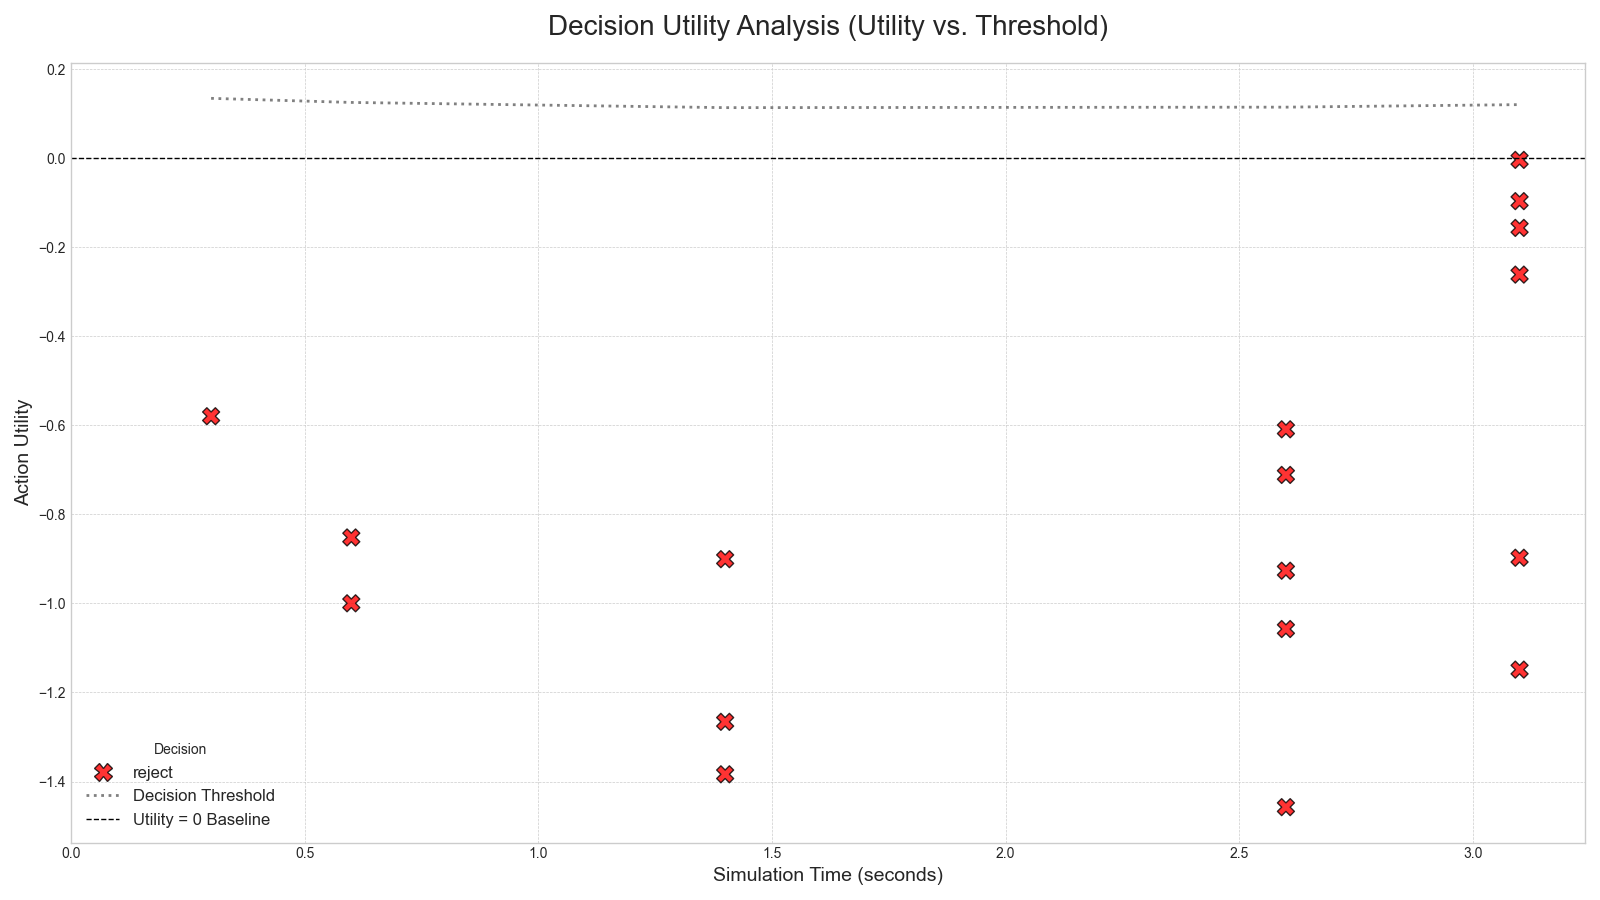 Decision Utility Analysis (Utility vs. Threshold)
0.2
0.0
−0.2
−0.4
−0.6
−0.8
−1.0
−1.2
−1.4
Action Utility
Decision
reject
Decision Threshold
Utility = 0 Baseline
0.0 0.5 1.0 1.5 2.0 2.5 3.0
Simulation Time (seconds)